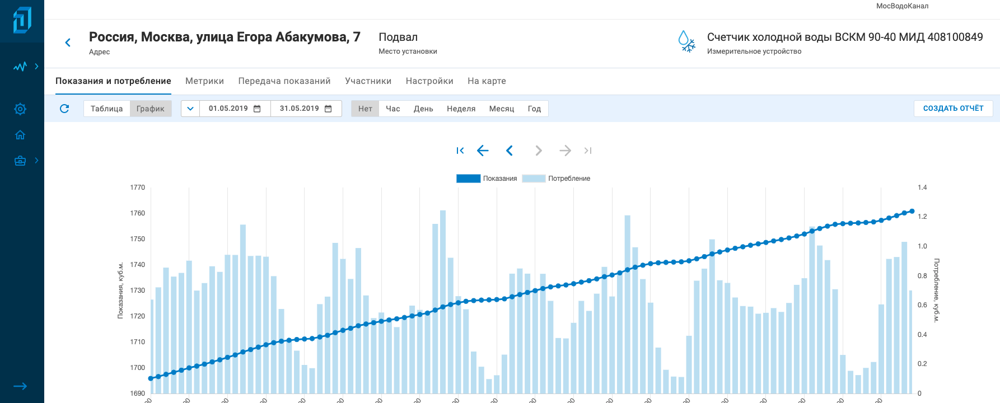 МосВодоКанал
Россия, Москва, улица Егора Абакумова, 7
Адрес
Подвал
Место установки
Счетчик холодной воды ВСКМ 90-40 МИД 408100849
Измерительное устройство
Показания и потребление Метрики Передача показаний Участники Настройки На карте
Таблица График 01.05.2019 31.05.2019 Нет Час День Неделя Месяц Год СОЗДАТЬ ОТЧЁТ
Показания Потребление
1770
1760
1750
1740
1730
1720
1710
1700
1690
Показания, куб.м.
1.4
1.2
1.0
0.8
0.6
0.4
0.2
0
Потребление, куб.м.